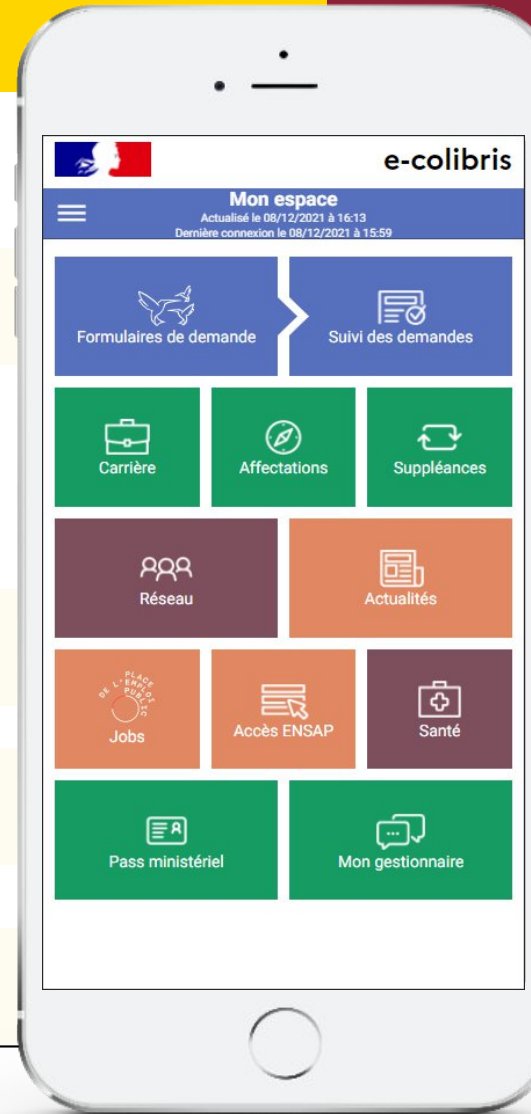 e-colibris
Mon espace
Actualisé le 08/12/2021 à 16:13
Dernière connexion le 08/12/2021 à 15:59
Formulaires de demande
Suivi des demandes
Carrière
Affectations
Suppléances
Réseau
Actualités
PLACE
DE L'EMPLOI
PUBLIC
Jobs
Accès ENSAP
Santé
Pass ministériel
Mon gestionnaire